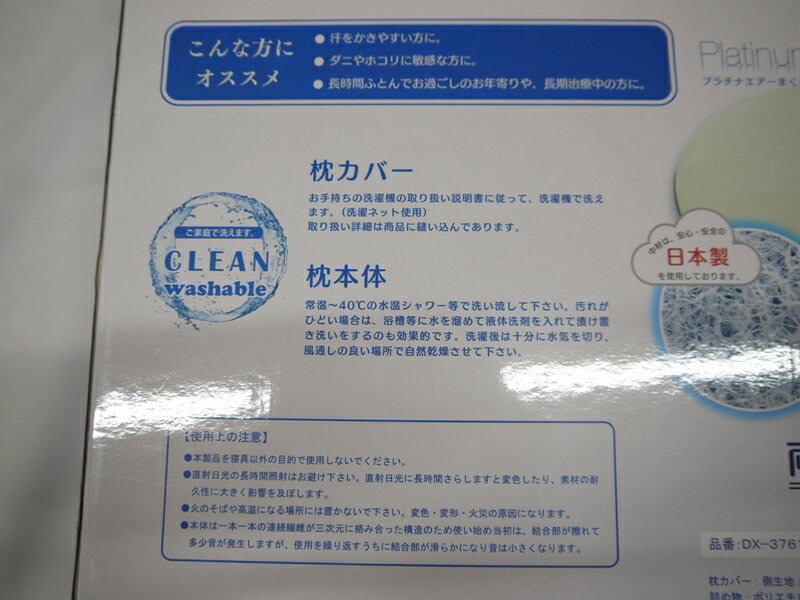 こんな方に
オススメ
● 汗をかきやすい方に。
● ダニやホコリに敏感な方に。
● 長時間ふとんでお過ごしのお年寄りや、長期治療中の方に。
Platinum
プラチナエアーまく
枕カバー
お手持ちの洗濯機の取り扱い説明書に従って、洗濯機で洗え
ます。（洗濯ネット使用）
取り扱い詳細は商品に縫い込んであります。
ご家庭で洗えます。
CLEAN
washable
枕本体
常温～40℃の水温シャワー等で洗い流して下さい。汚れが
ひどい場合は、浴槽等に水を溜めて液体洗剤を入れて漬け置
き洗いをするのも効果的です。洗濯後は十分に水気を切り、
風通しの良い場所で自然乾燥させて下さい。
中材は、安心・安全の
日本製
を使用しております。
【使用上の注意】
●本製品を寝具以外の目的で使用しないでください。
●直射日光の長時間照射はお避け下さい。直射日光に長時間さらしますと変色したり、素材の耐
久性に大きく影響を及ぼします。
●火のそばや高温になる場所には置かないで下さい。変色・変形・火災の原因になります。
●本体は一本一本の連続繊維が三次元に絡み合った構造のため使い始め当初は、結合部が擦れて
多少音が発生しますが、使用を繰り返すうちに結合部が滑らかになり音は小さくなります。
品番：DX-376
枕カバー：側生地
詰め物：ポリエチ